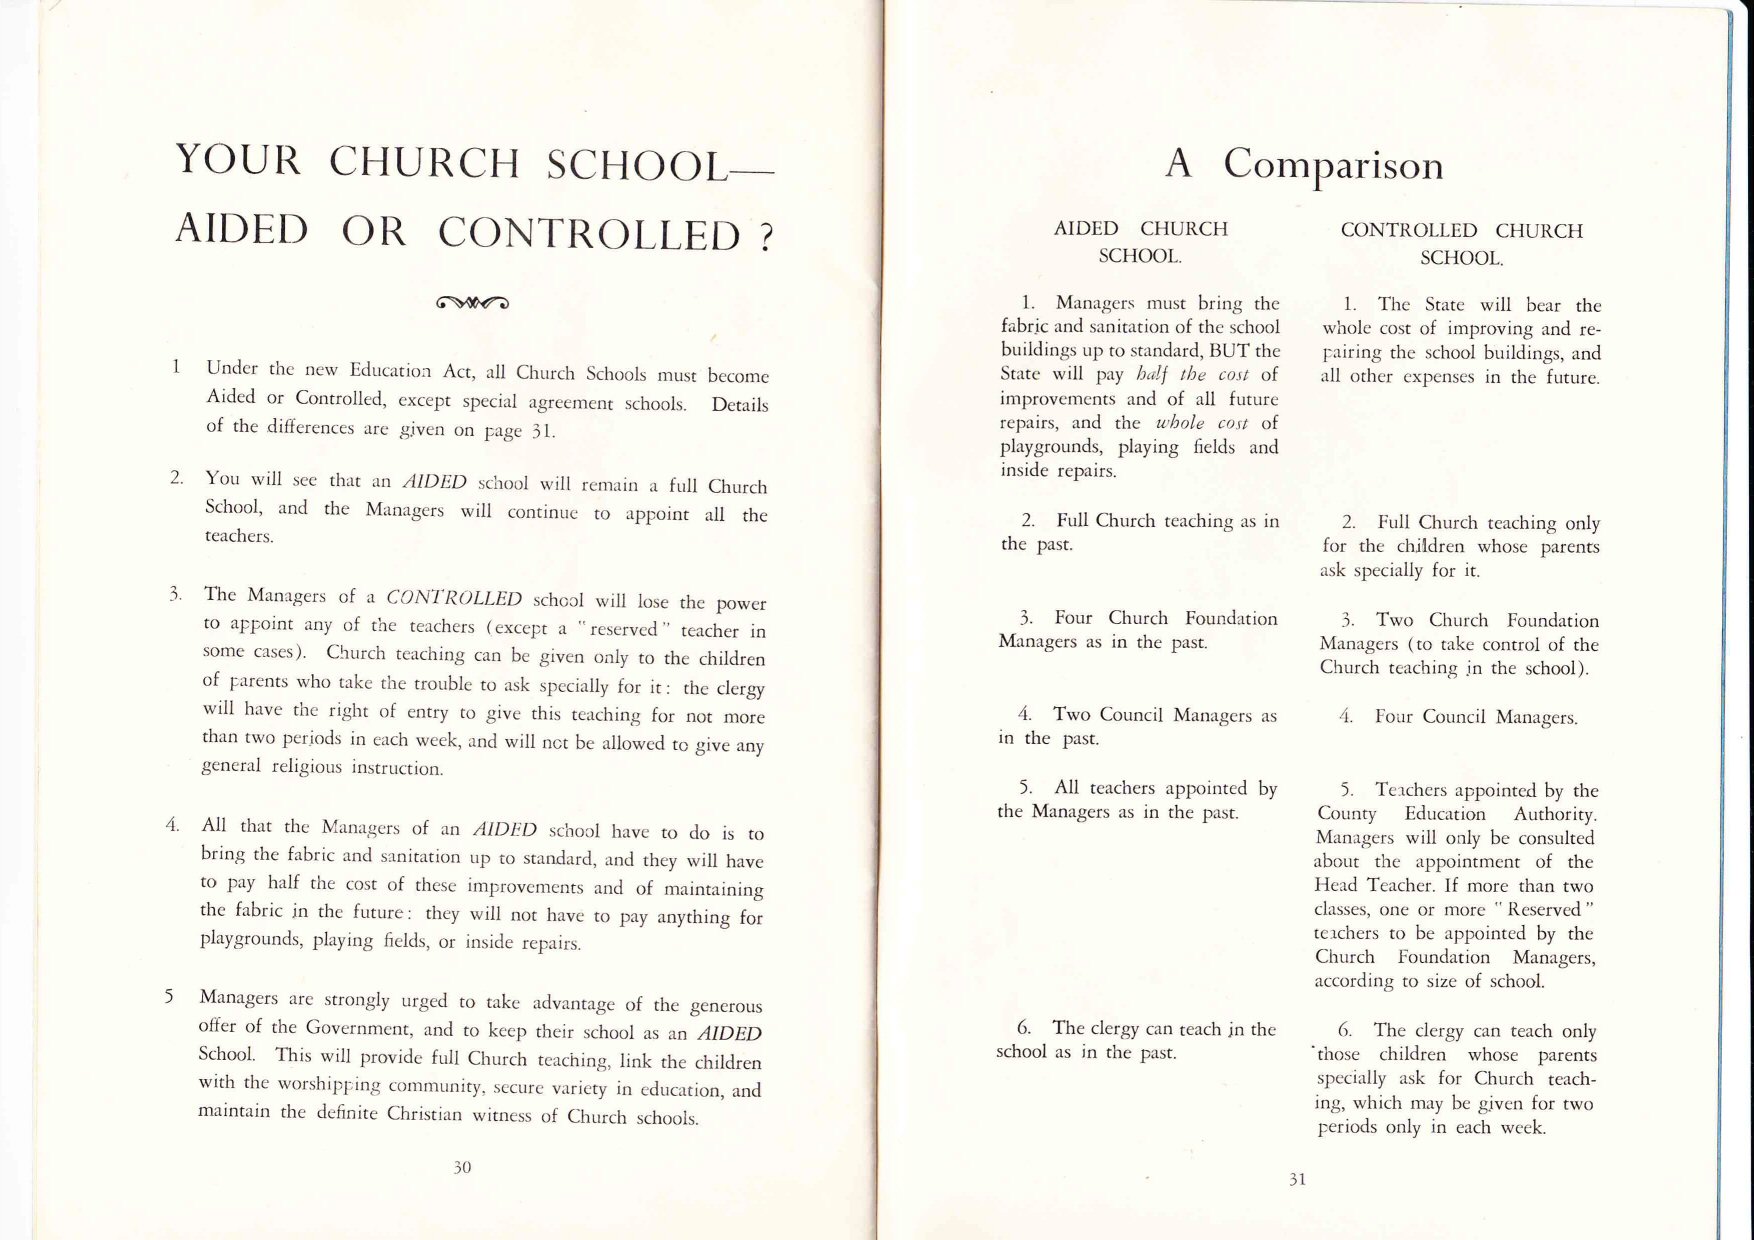 YOUR CHURCH SCHOOL—
AIDED OR CONTROLLED ?
1 Under the new Education Act, all Church Schools must become
Aided or Controlled, except special agreement schools. Details
of the differences are given on page 31.
2. You will see that an AIDED school will remain a full Church
School, and the Managers will continue to appoint all the
teachers.
3. The Managers of a CONTROLLED school will lose the power
to appoint any of the teachers (except a "reserved" teacher in
some cases). Church teaching can be given only to the children
of parents who take the trouble to ask specially for it: the clergy
will have the right of entry to give this teaching for not more
than two periods in each week, and will not be allowed to give any
general religious instruction.
4. All that the Managers of an AIDED school have to do is to
bring the fabric and sanitation up to standard, and they will have
to pay half the cost of these improvements and of maintaining
the fabric in the future: they will not have to pay anything for
playgrounds, playing fields, or inside repairs.
5 Managers are strongly urged to take advantage of the generous
offer of the Government, and to keep their school as an AIDED
School. This will provide full Church teaching, link the children
with the worshipping community, secure variety in education, and
maintain the definite Christian witness of Church schools.
30
A Comparison
AIDED CHURCH
SCHOOL.
1. Managers must bring the
fabric and sanitation of the school
buildings up to standard, BUT the
State will pay half the cost of
improvements and of all future
repairs, and the whole cost of
playgrounds, playing fields and
inside repairs.
2. Full Church teaching as in
the past.
3. Four Church Foundation
Managers as in the past.
4. Two Council Managers as
in the past.
5. All teachers appointed by
the Managers as in the past.
6. The clergy can teach in the
school as in the past.
CONTROLLED CHURCH
SCHOOL.
1. The State will bear the
whole cost of improving and re-
pairing the school buildings, and
all other expenses in the future.
2. Full Church teaching only
for the children whose parents
ask specially for it.
3. Two Church Foundation
Managers (to take control of the
Church teaching in the school).
4. Four Council Managers.
5. Teachers appointed by the
County Education Authority.
Managers will only be consulted
about the appointment of the
Head Teacher. If more than two
classes, one or more "Reserved"
teachers to be appointed by the
Church Foundation Managers,
according to size of school.
6. The clergy can teach only
those children whose parents
specially ask for Church teach-
ing, which may be given for two
periods only in each week.
31